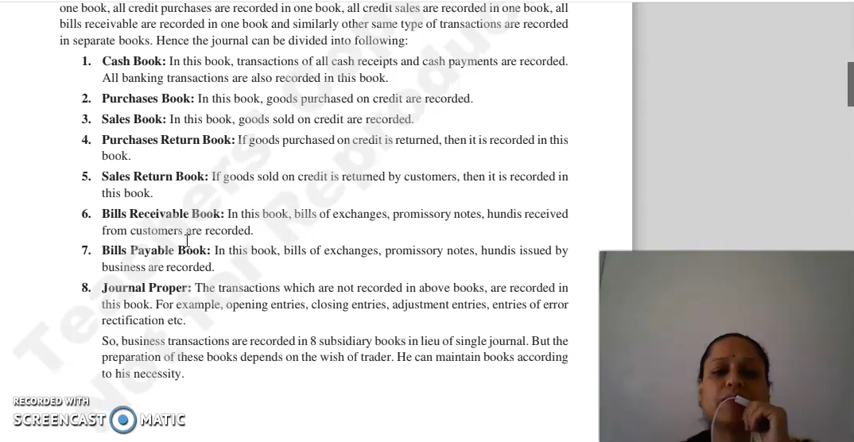 one book, all credit purchases are recorded in one book, all credit sales are recorded in one book, all
bills receivable are recorded in one book and similarly other same type of transactions are recorded
in separate books. Hence the journal can be divided into following:
1. Cash Book: In this book, transactions of all cash receipts and cash payments are recorded.
All banking transactions are also recorded in this book.
2. Purchases Book: In this book, goods purchased on credit are recorded.
3. Sales Book: In this book, goods sold on credit are recorded.
4. Purchases Return Book: If goods purchased on credit is returned, then it is recorded in this
book.
5. Sales Return Book: If goods sold on credit is returned by customers, then it is recorded in
this book.
6. Bills Receivable Book: In this book, bills of exchanges, promissory notes, hundis received
from customers are recorded.
7. Bills Payable Book: In this book, bills of exchanges, promissory notes, hundis issued by
business are recorded.
8. Journal Proper: The transactions which are not recorded in above books, are recorded in
this book. For example, opening entries, closing entries, adjustment entries, entries of error
rectification etc.
So, business transactions are recorded in 8 subsidiary books in lieu of single journal. But the
preparation of these books depends on the wish of trader. He can maintain books according
to his necessity.
RECORDED WITH
SCREENCAST MATIC